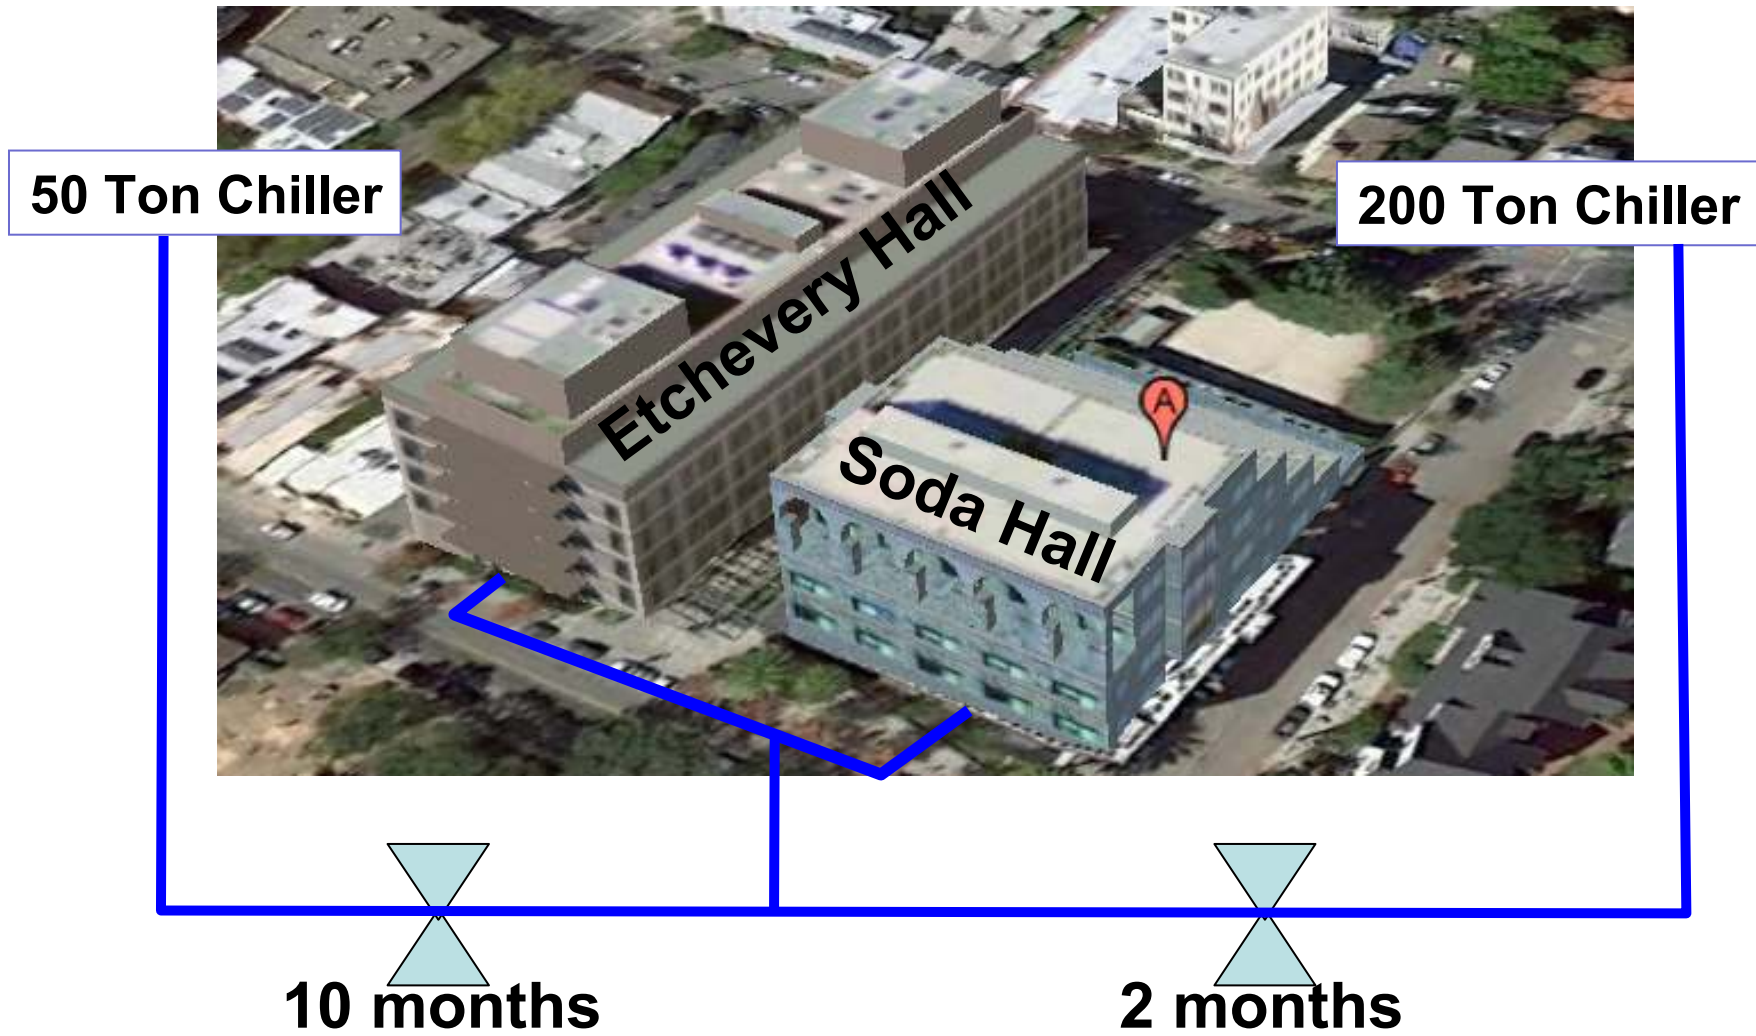 50 Ton Chiller
200 Ton Chiller
Etchevery Hall
A
Soda Hall
10 months
2 months